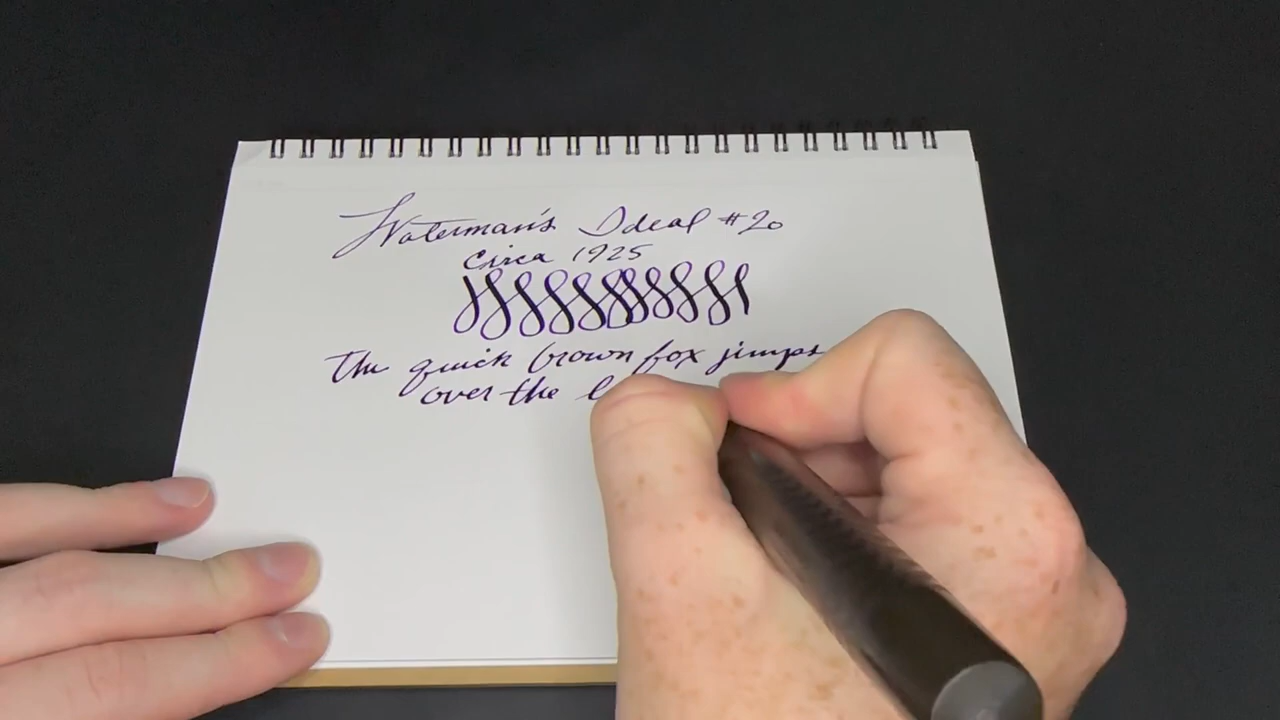 Waterman's Ideal #20
circa 1925
The quick brown fox jumps
over the